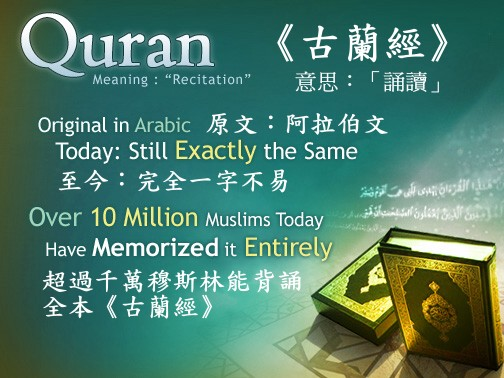 Quran
《古蘭經》
Meaning : “Recitation”
意思：「誦讀」
Original in Arabic 原文：阿拉伯文
Today: Still Exactly the Same
至今：完全一字不易
Over 10 Million Muslims Today
Have Memorized it Entirely
超過千萬穆斯林能背誦
全本《古蘭經》